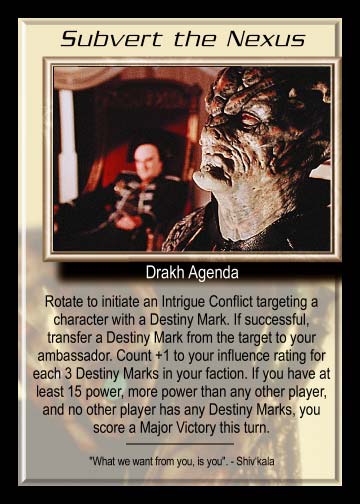 Subvert the Nexus
Drakh Agenda
Rotate to initiate an Intrigue Conflict targeting a
character with a Destiny Mark. If successful,
transfer a Destiny Mark from the target to your
ambassador. Count +1 to your influence rating for
each 3 Destiny Marks in your faction. If you have at
least 15 power, more power than any other player,
and no other player has any Destiny Marks, you
score a Major Victory this turn.
"What we want from you, is you". - Shiv'kala